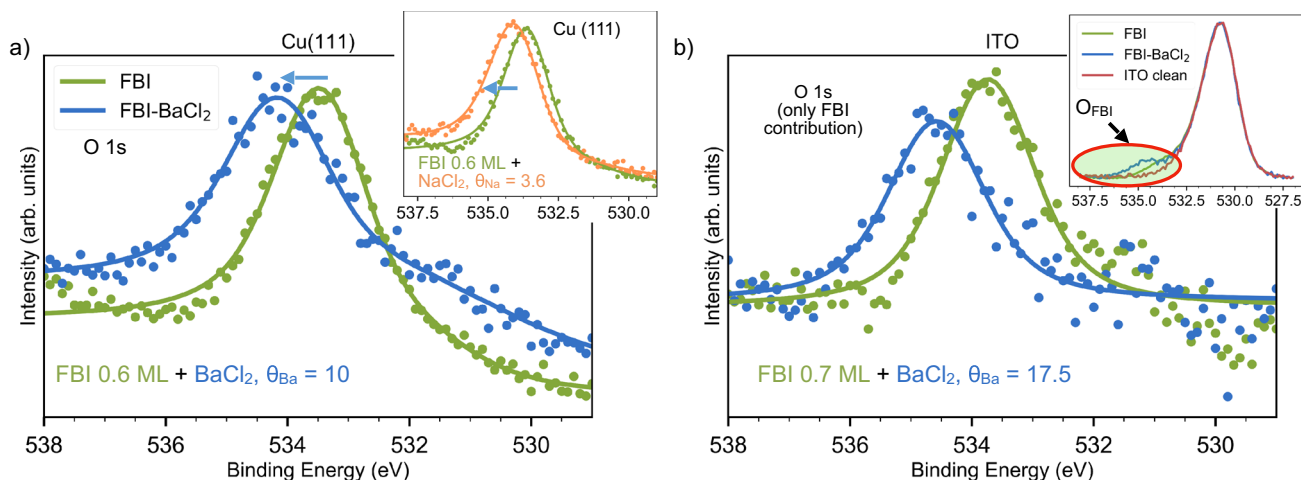 a)
Cu(111)
FBI
FBI-BaCl₂
O 1s
Intensity (arb. units)
FBI 0.6 ML + BaCl₂, θBa = 10
538
536
534
532
530
Binding Energy (eV)
Cu (111)
FBI 0.6 ML +
NaCl₂, θNa = 3.6
537.5
535.0
532.5
530.0
b)
ITO
O 1s
(only FBI
contribution)
Intensity (arb. units)
FBI 0.7 ML + BaCl₂, θBa = 17.5
538
536
534
532
530
Binding Energy (eV)
FBI
FBI-BaCl₂
ITO clean
OFBI
537.5
535.0
532.5
530.0
527.5